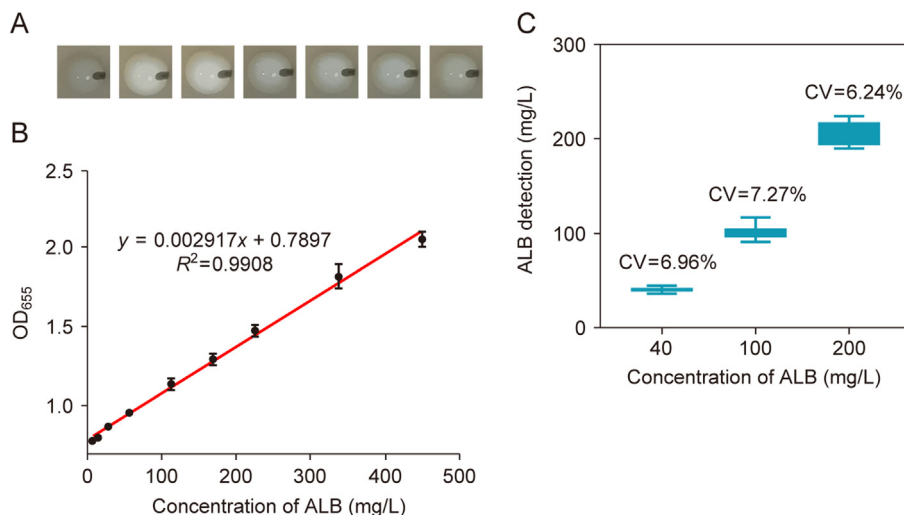 A
B
2.5
2.0
1.5
1.0
OD655
y = 0.002917x + 0.7897
R²=0.9908
0 100 200 300 400 500
Concentration of ALB (mg/L)
C
300
200
100
0
ALB detection (mg/L)
CV=6.24%
CV=7.27%
CV=6.96%
40 100 200
Concentration of ALB (mg/L)